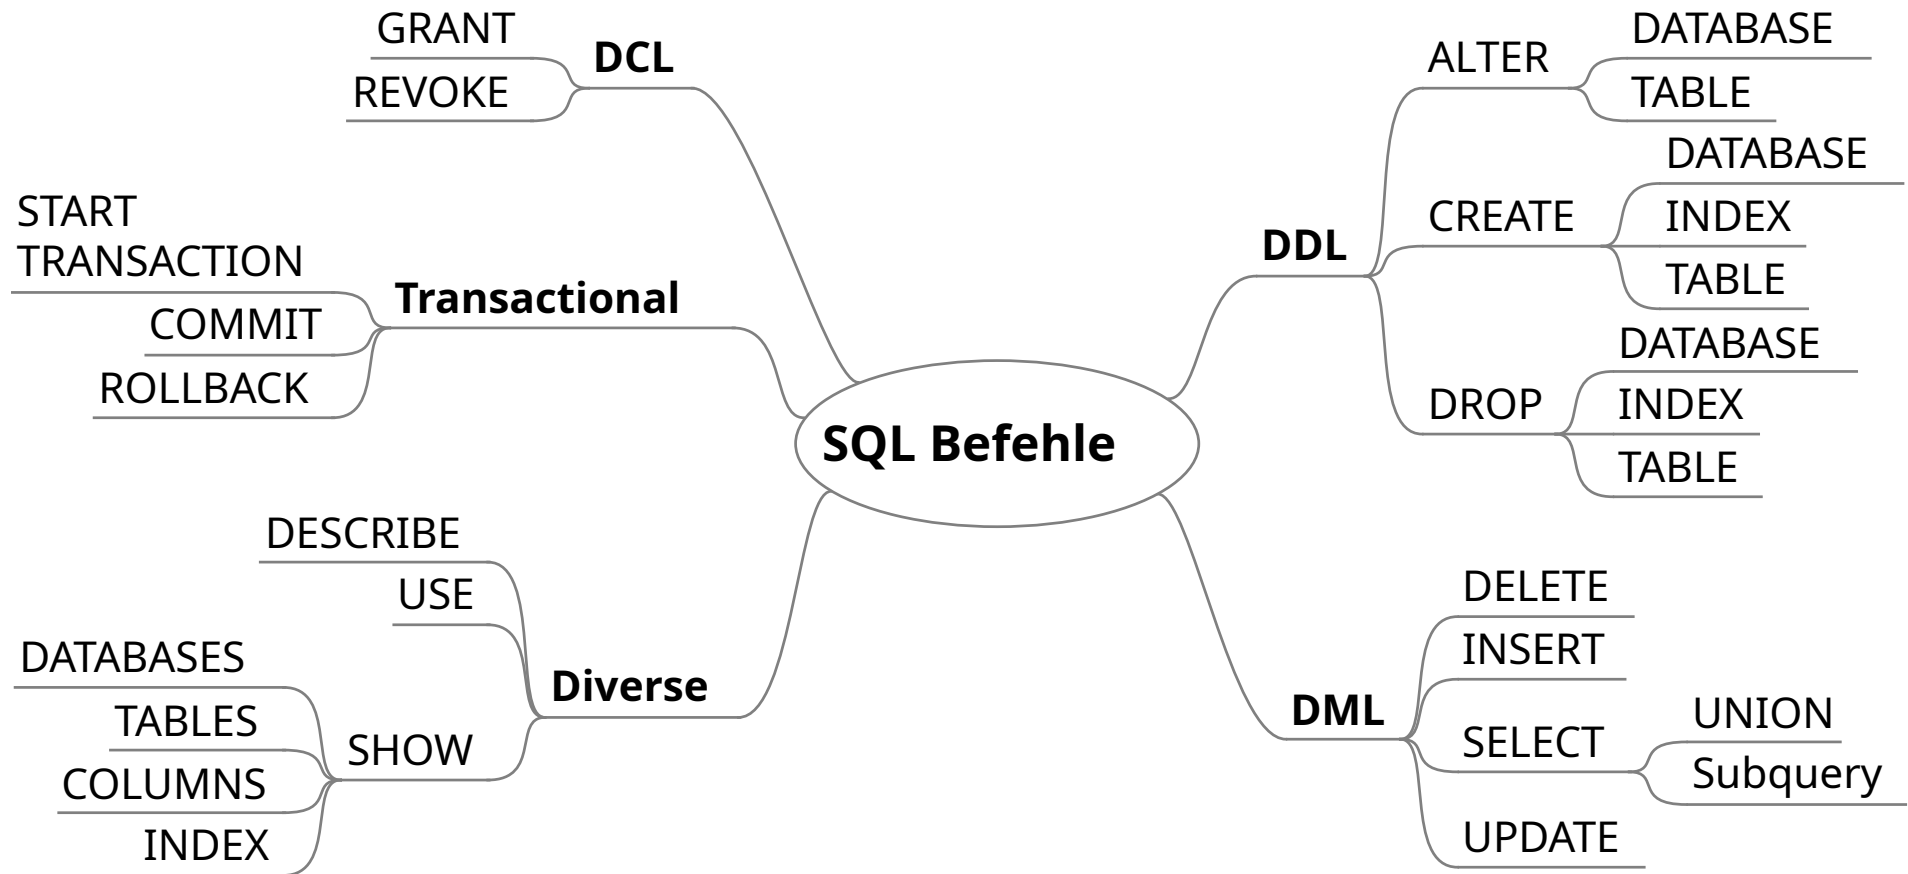 SQL Befehle
DCL
GRANT
REVOKE
Transactional
START
TRANSACTION
COMMIT
ROLLBACK
Diverse
DESCRIBE
USE
SHOW
DATABASES
TABLES
COLUMNS
INDEX
DDL
ALTER
DATABASE
TABLE
CREATE
DATABASE
INDEX
TABLE
DROP
DATABASE
INDEX
TABLE
DML
DELETE
INSERT
SELECT
UNION
Subquery
UPDATE